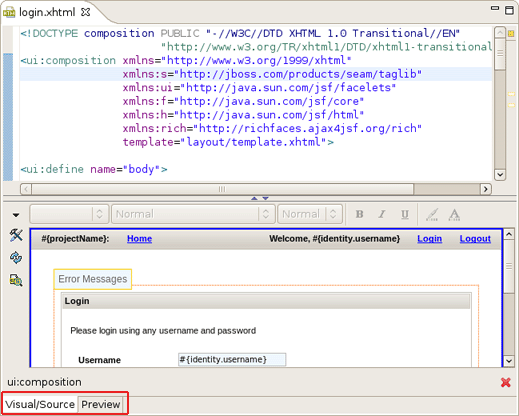 login.xhtml
<!DOCTYPE composition PUBLIC "-//W3C//DTD XHTML 1.0 Transitional//EN"
"http://www.w3.org/TR/xhtml1/DTD/xhtml1-transitional
<ui:composition xmlns="http://www.w3.org/1999/xhtml"
xmlns:s="http://jboss.com/products/seam/taglib"
xmlns:ui="http://java.sun.com/jsf/facelets"
xmlns:f="http://java.sun.com/jsf/core"
xmlns:h="http://java.sun.com/jsf/html"
xmlns:rich="http://richfaces.ajax4jsf.org/rich"
template="layout/template.xhtml">
<ui:define name="body">
Normal Normal B I U A
#{projectName}: Home Welcome, #{identity.username} Login Logout
Error Messages
Login
Please login using any username and password
Username #{identity.username}
ui:composition
Visual/Source Preview